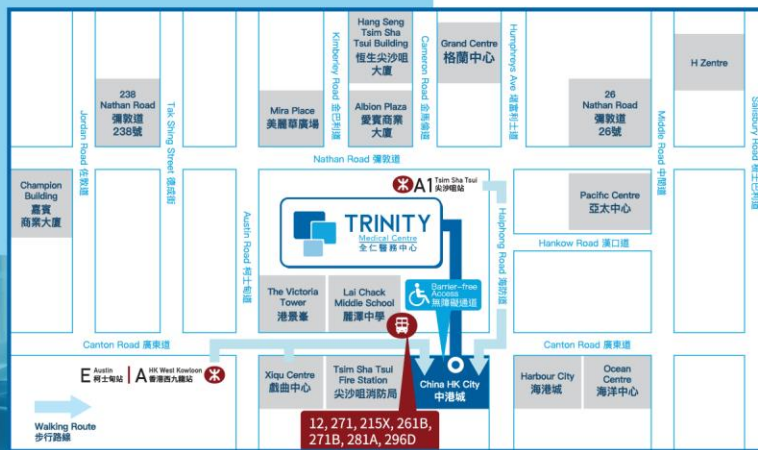 Hang Seng
Tsim Sha
Tsui Building
恆生尖沙咀
大廈
Grand Centre
格蘭中心
H Zentre
238
Nathan Road
彌敦道
238號
Mira Place
美麗華廣場
Albion Plaza
愛賓商業
大廈
26
Nathan Road
彌敦道
26號
Jordan Road 佐敦道
Tak Shing Street 德成街
Kimberley Road 金巴利道
Cameron Road 金馬倫道
Humphreys Ave 堪富利士道
Middle Road 中間道
Salisbury Road 梳士巴利道
Nathan Road 彌敦道
Champion
Building
嘉賓
商業大廈
A1 Tsim Sha Tsui
尖沙咀站
Pacific Centre
亞太中心
TRINITY
Medical Centre
全仁醫務中心
Austin Road 柯士甸道
Haiphong Road 海防道
Hankow Road 漢口道
The Victoria
Tower
港景峯
Lai Chack
Middle School
麗澤中學
Barrier-free
Access
無障礙通道
Canton Road 廣東道
Canton Road 廣東道
E Austin
柯士甸站
A HK West Kowloon
香港西九龍站
Xiqu Centre
戲曲中心
Tsim Sha Tsui
Fire Station
尖沙咀消防局
China HK City
中港城
Harbour City
海港城
Ocean
Centre
海洋中心
Walking Route
步行路線
12, 271, 215X, 261B,
271B, 281A, 296D